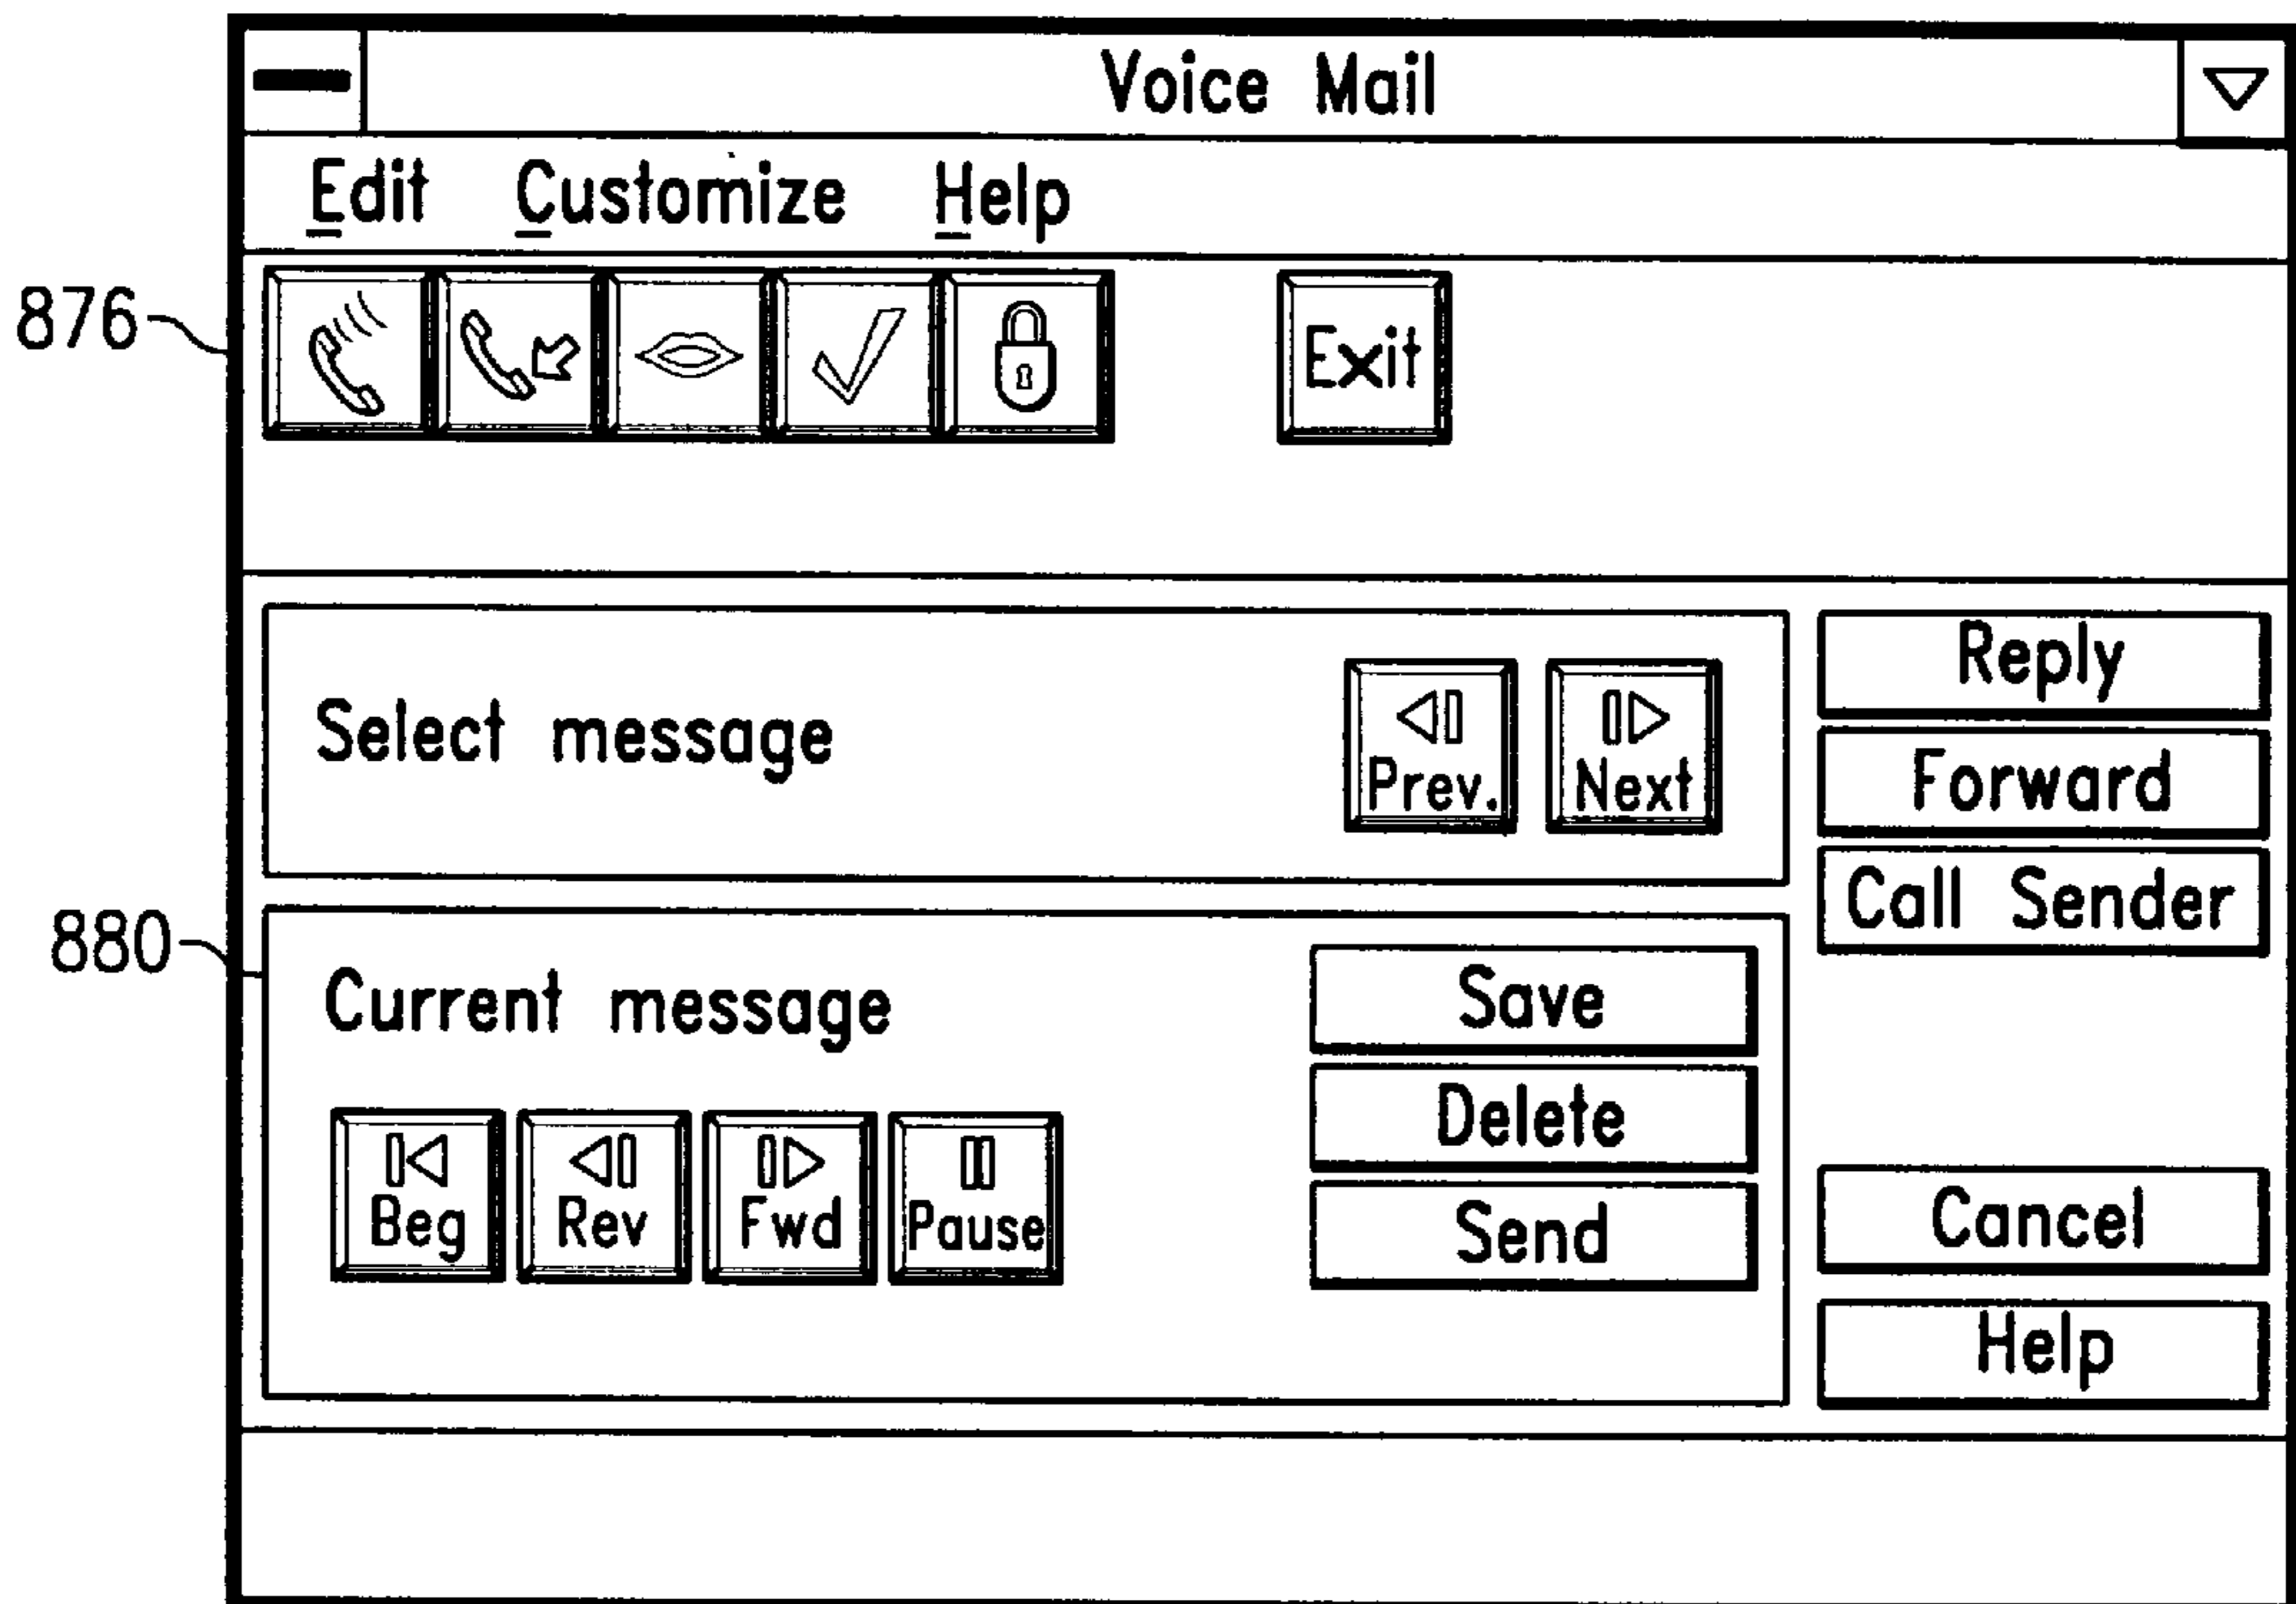 Voice Mail
Edit Customize Help
876
Exit
Select message
Prev.
Next
Reply
Forward
Call Sender
880
Current message
Save
Delete
Send
Beg
Rev
Fwd
Pause
Cancel
Help